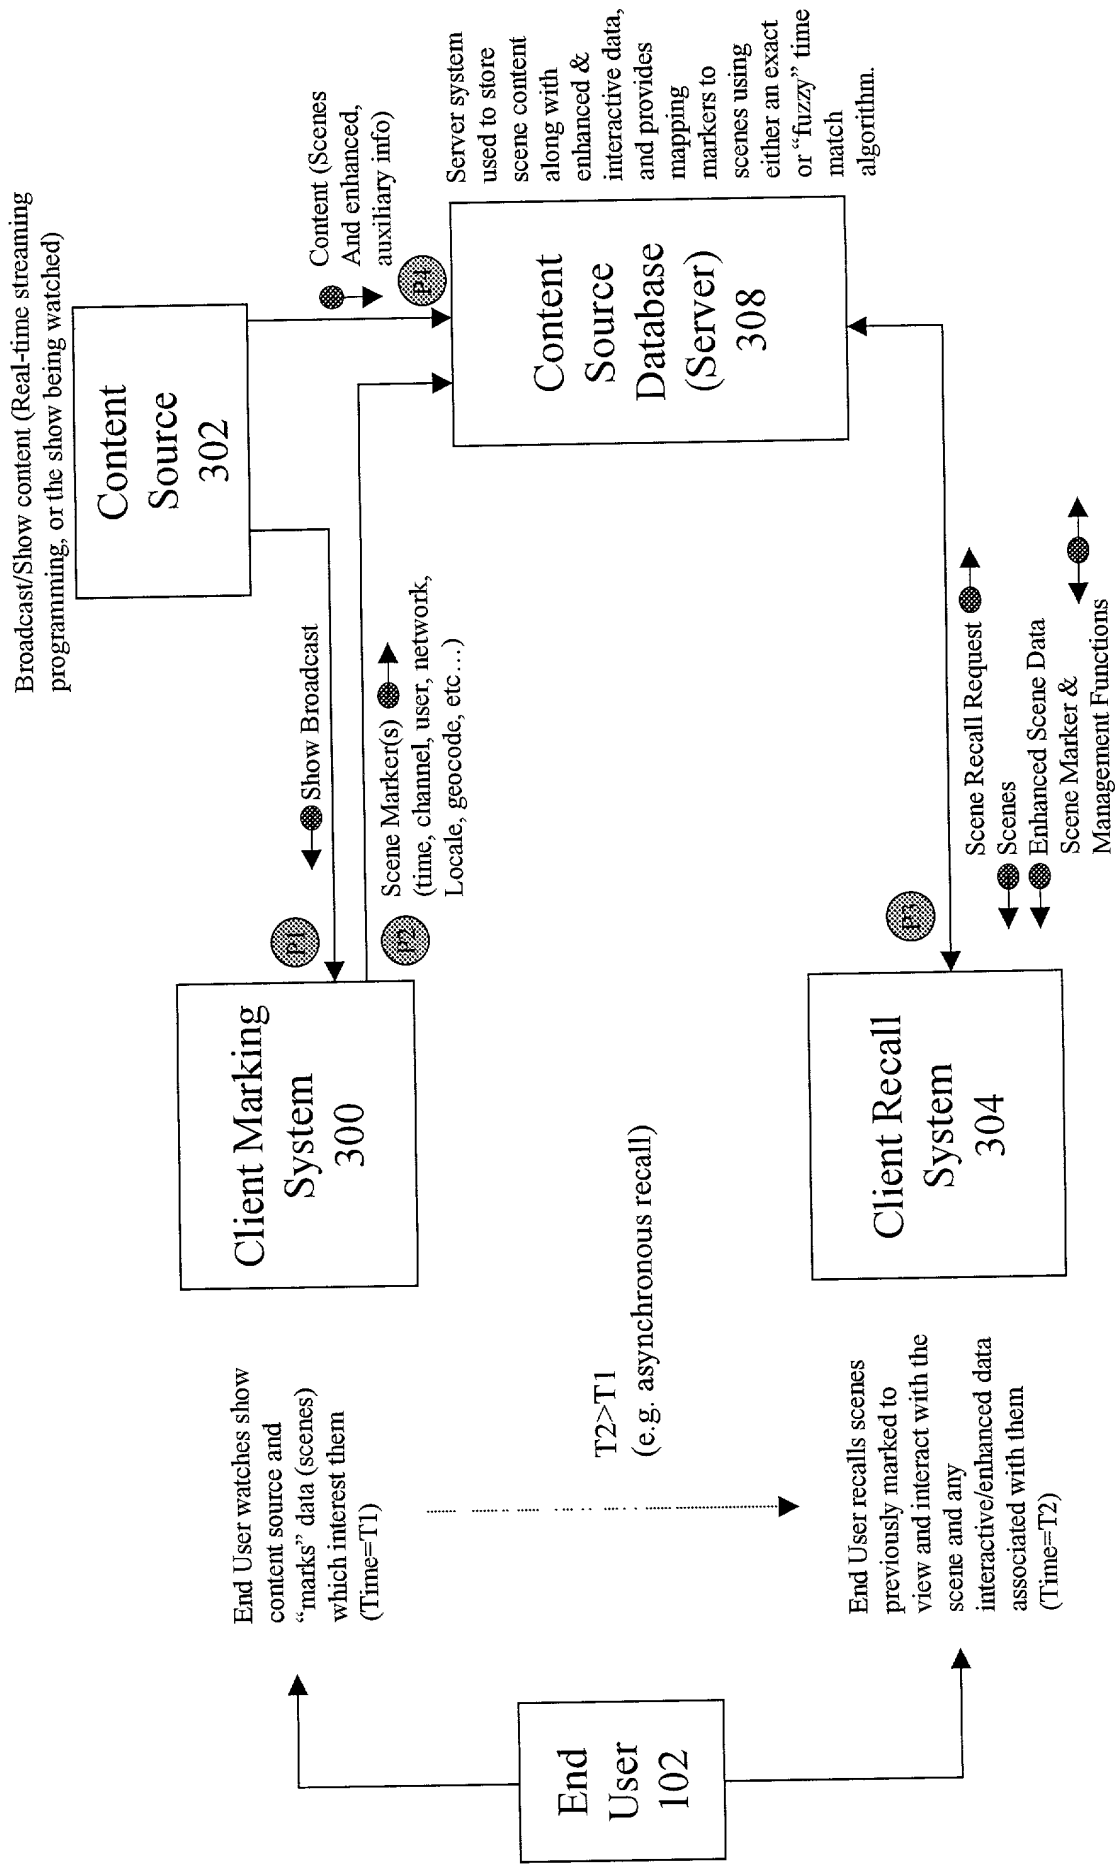 Broadcast/Show content (Real-time streaming
programming, or the show being watched)
Content
Source
302
Content (Scenes
And enhanced,
auxiliary info)
P4
Server system
used to store
scene content
along with
enhanced &
interactive data,
and provides
mapping
markers to
scenes using
either an exact
or “fuzzy” time
match
algorithm.
Content
Source
Database
(Server)
308
Show Broadcast
P1
Scene Marker(s)
(time, channel, user, network,
Locale, geocode, etc…)
P2
Client Marking
System
300
P3
Scene Recall Request
Scenes
Enhanced Scene Data
Scene Marker &
Management Functions
Client Recall
System
304
End User watches show
content source and
“marks” data (scenes)
which interest them
(Time=T1)
T2>T1
(e.g. asynchronous recall)
End User recalls scenes
previously marked to
view and interact with the
scene and any
interactive/enhanced data
associated with them
(Time=T2)
End
User
102